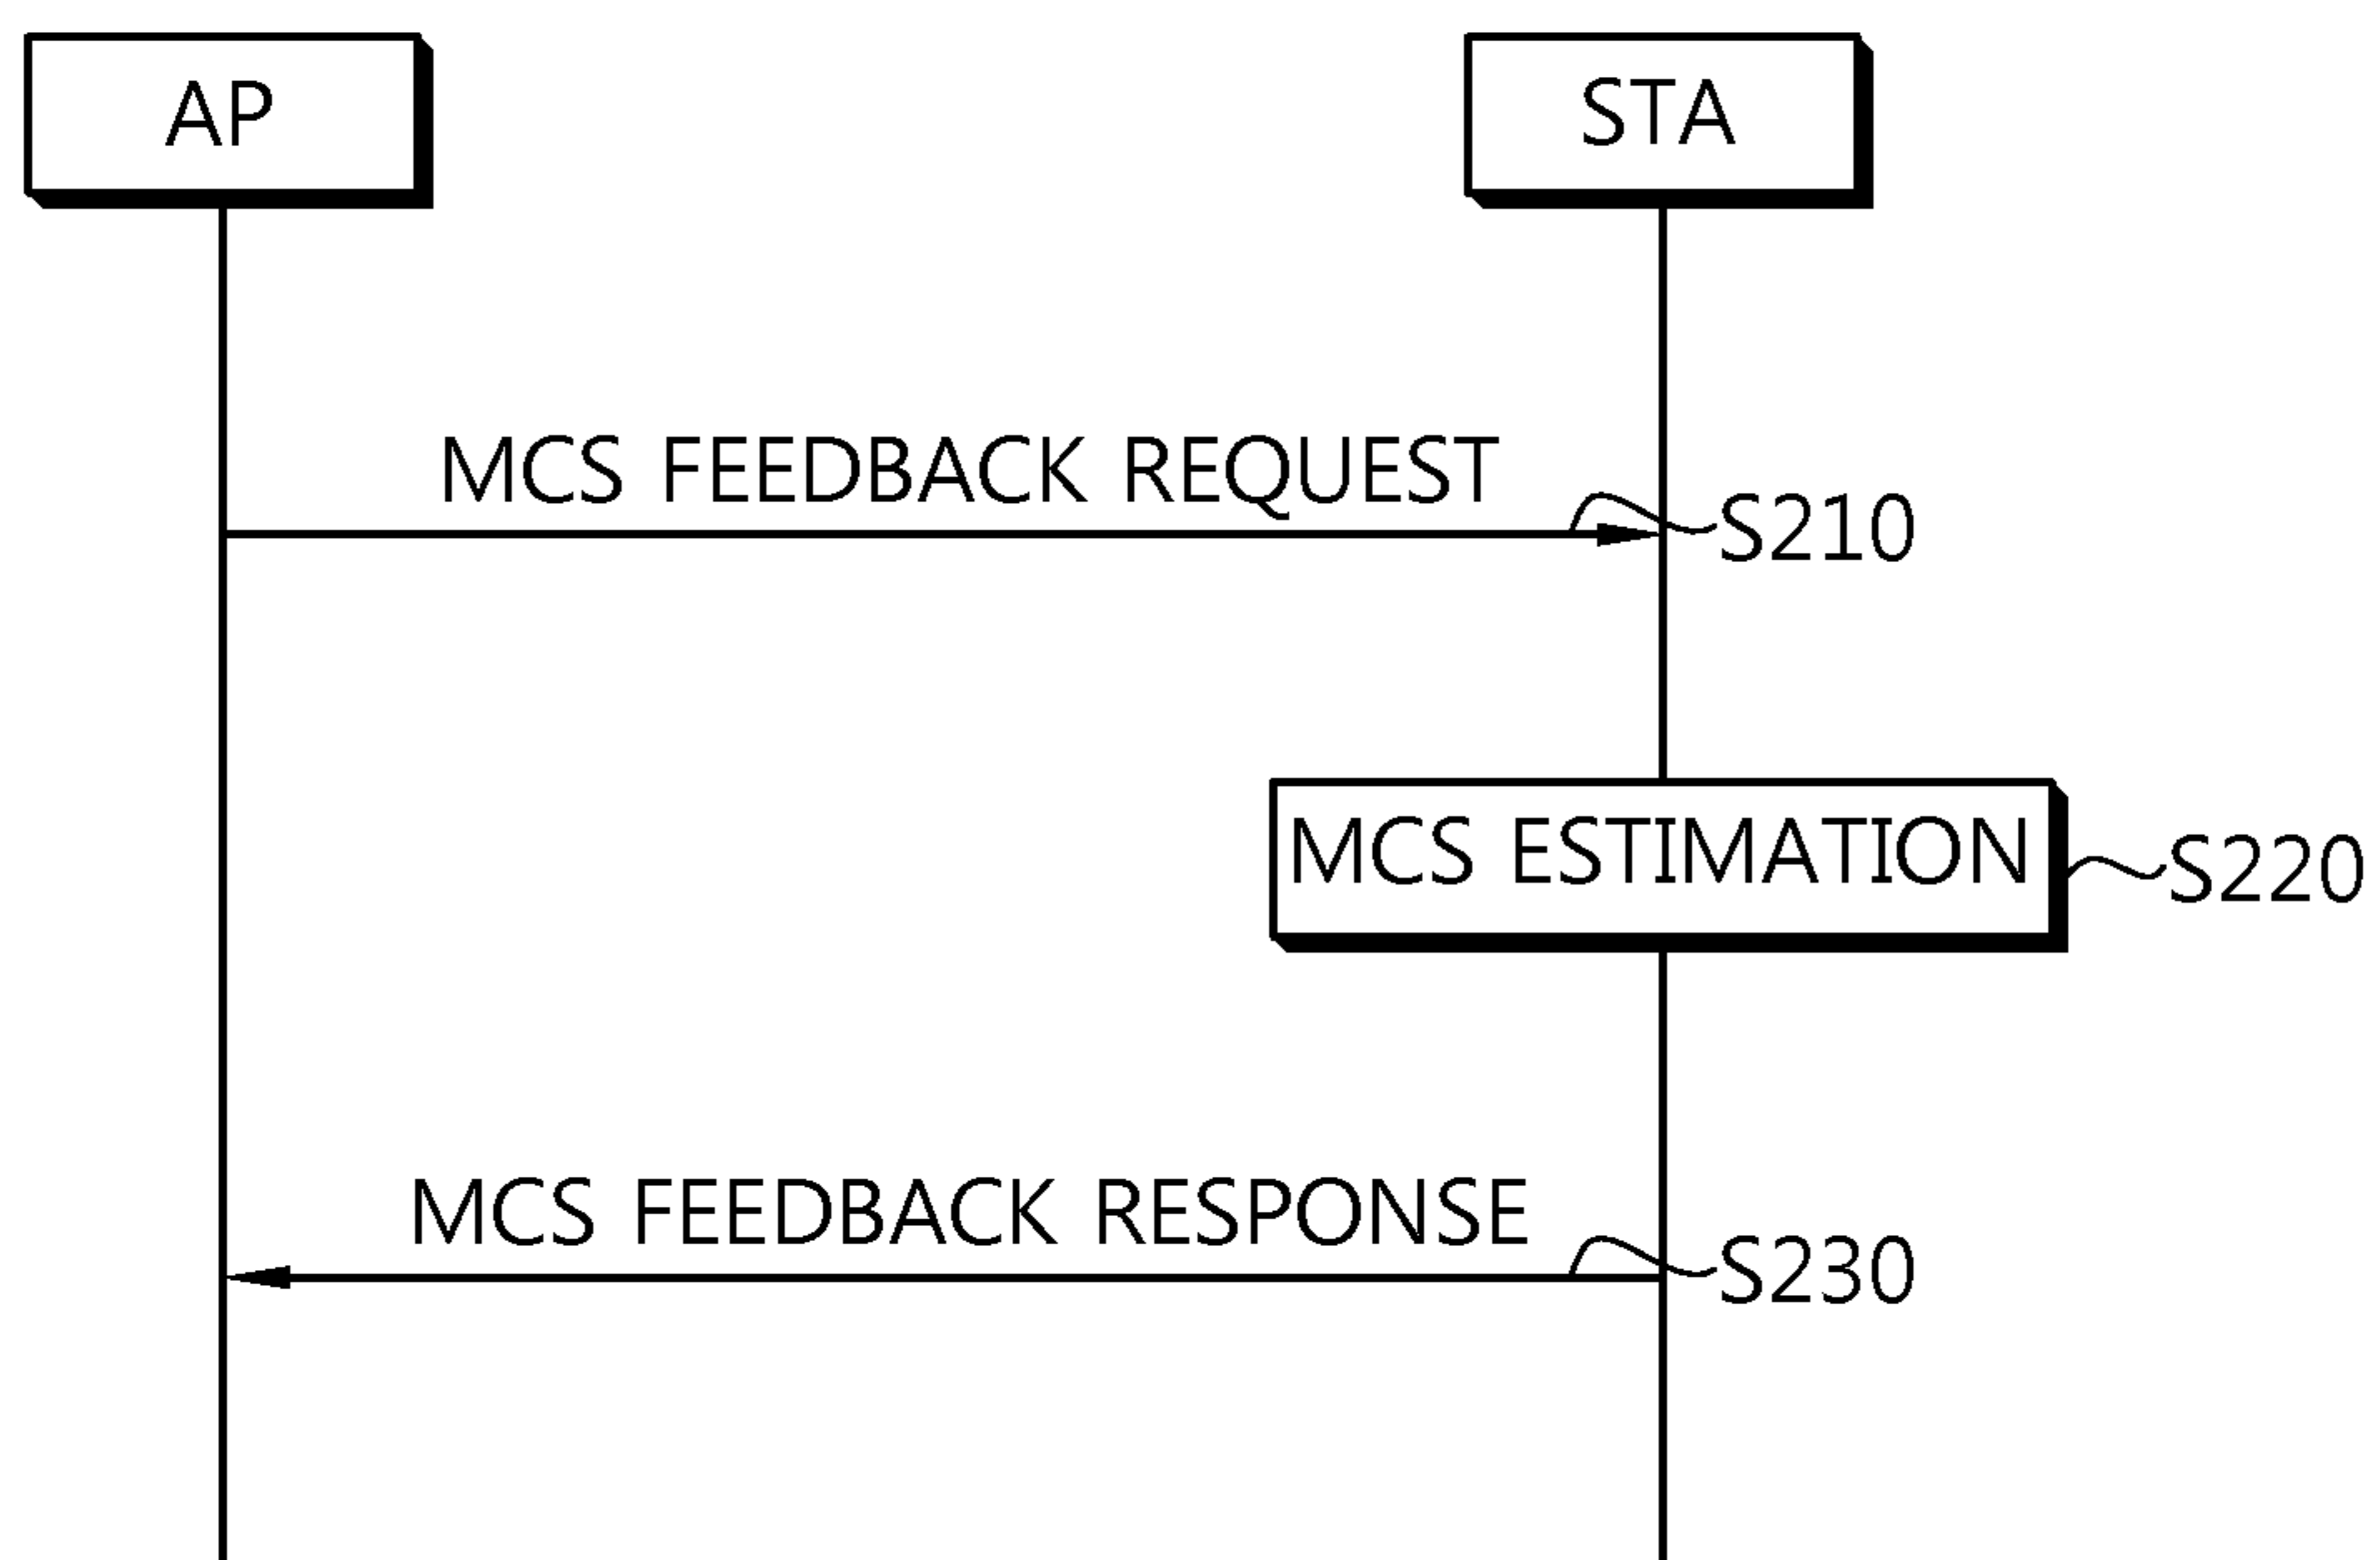 AP
STA
MCS FEEDBACK REQUEST
S210
MCS ESTIMATION
S220
MCS FEEDBACK RESPONSE
S230